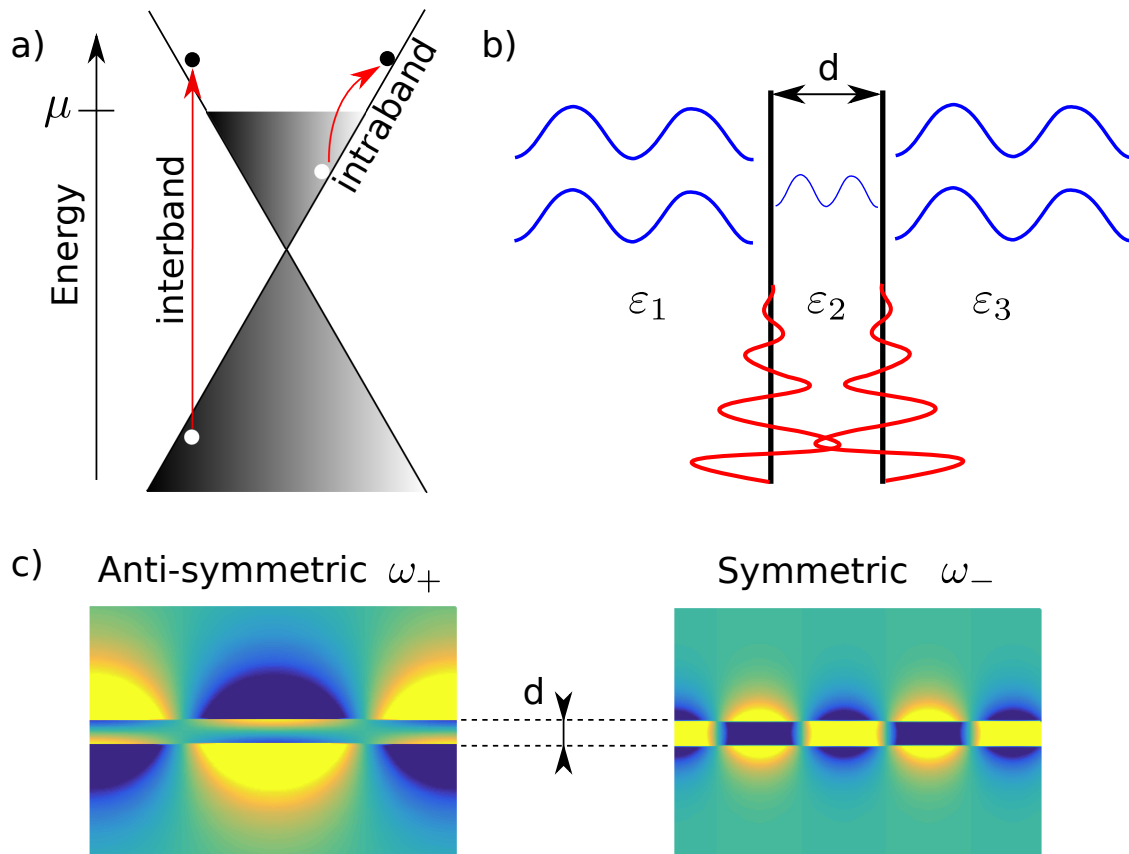 a)
Energy
μ
interband
intraband
b)
d
ε₁
ε₂
ε₃
c)
Anti-symmetric ω₊
d
Symmetric ω₋